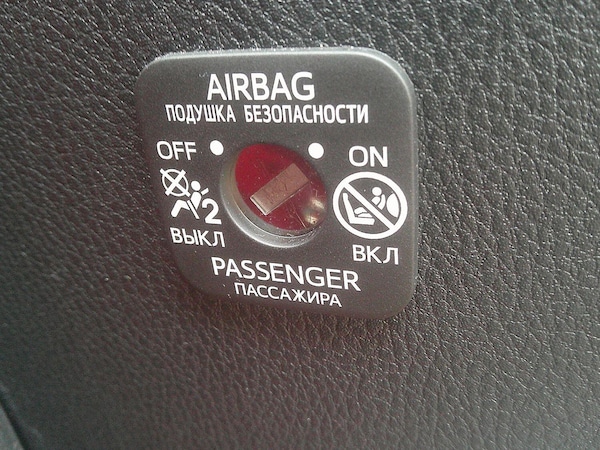 AIRBAG
ПОДУШКА БЕЗОПАСНОСТИ
OFF ON
2
ВЫКЛ ВКЛ
PASSENGER
ПАССАЖИРА